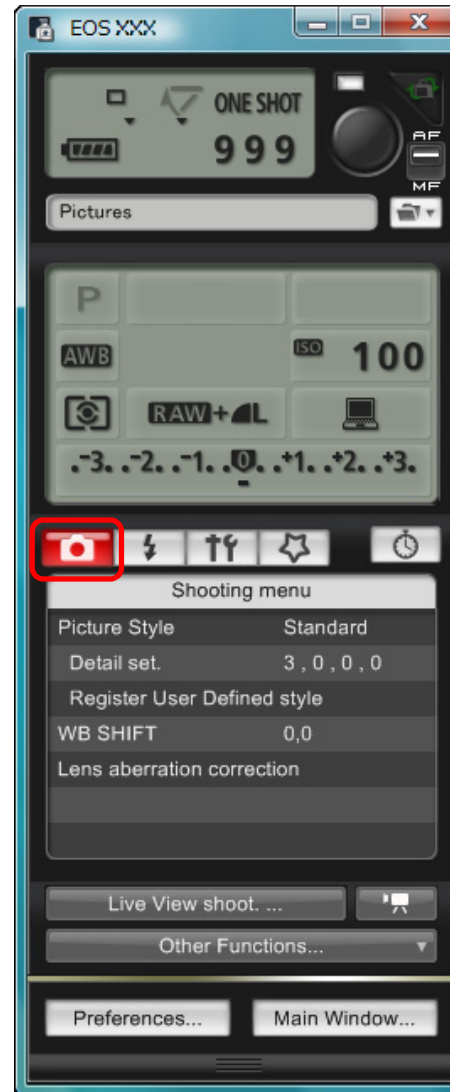 EOS XXX
ONE SHOT
999
AF
MF
Pictures
P
AWB
ISO 100
RAW+L
.-3. .-2. .-1. .0. .+1. .+2. .+3.
Shooting menu
Picture Style Standard
Detail set. 3 , 0 , 0 , 0
Register User Defined style
WB SHIFT 0,0
Lens aberration correction
Live View shoot. ...
Other Functions...
Preferences... Main Window...